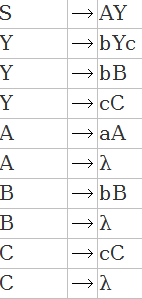 S → AY
Y → bYc
Y → bB
Y → cC
A → aA
A → λ
B → bB
B → λ
C → cC
C → λ